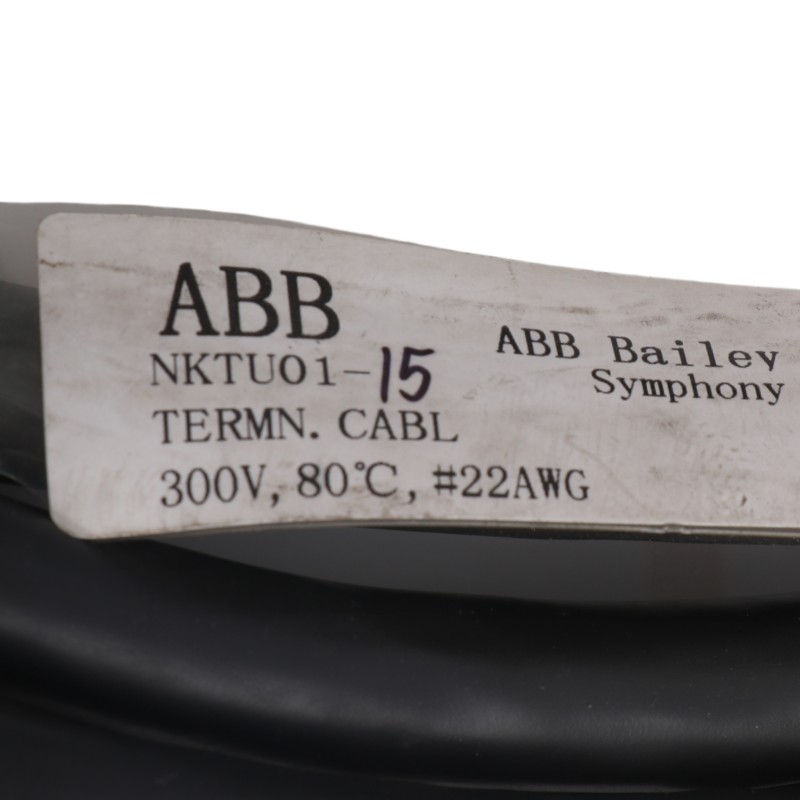 ABB
NKTU01-15
TERMN. CABL
300V, 80℃, #22AWG
ABB Bailey
Symphony